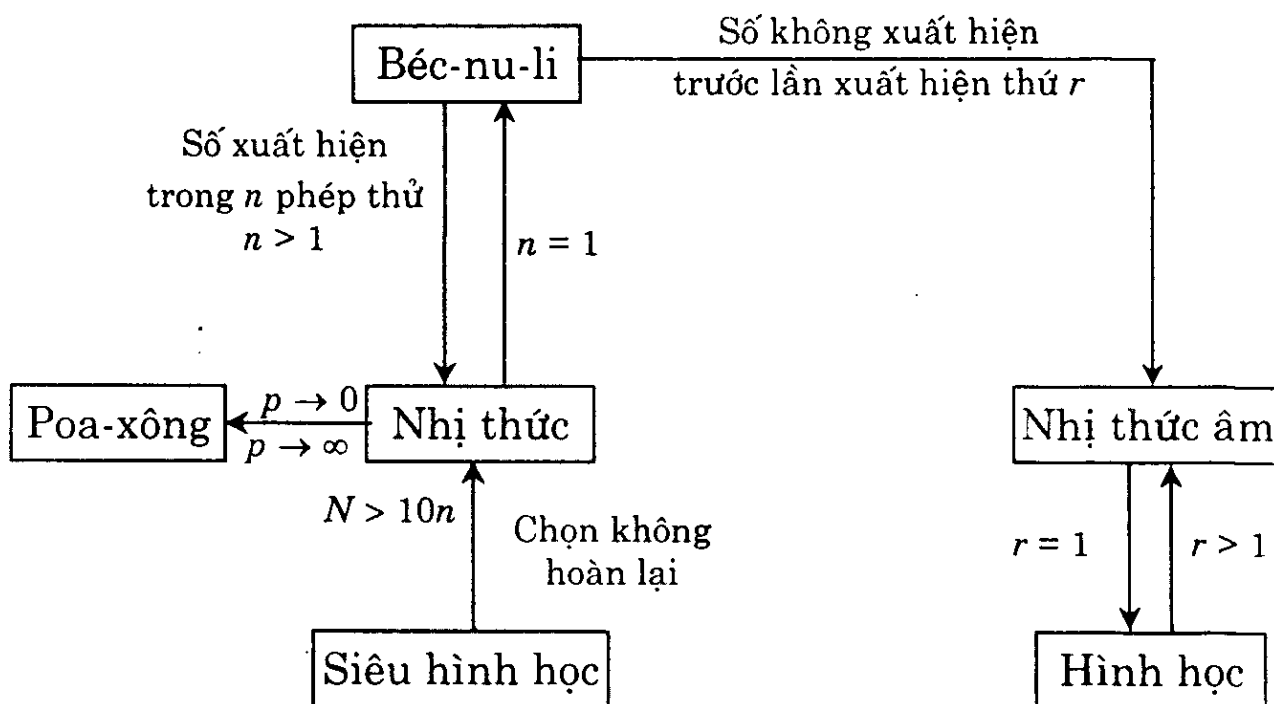 Béc-nu-li
Số không xuất hiện
trước lần xuất hiện thứ r
Số xuất hiện
trong n phép thử
n > 1
n = 1
Poa-xông
p → 0
p → ∞
Nhị thức
Nhị thức âm
N > 10n
Chọn không
hoàn lại
r = 1
r > 1
Siêu hình học
Hình học